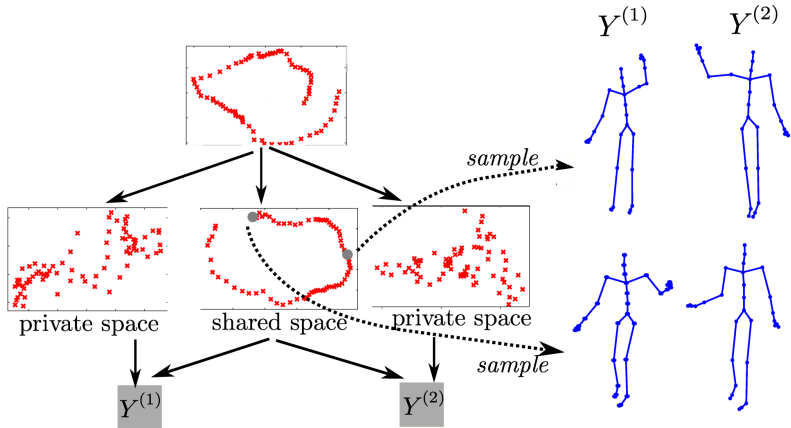 Y(1) Y(2)
sample
private space
shared space
private space
sample
Y(1)
Y(2)